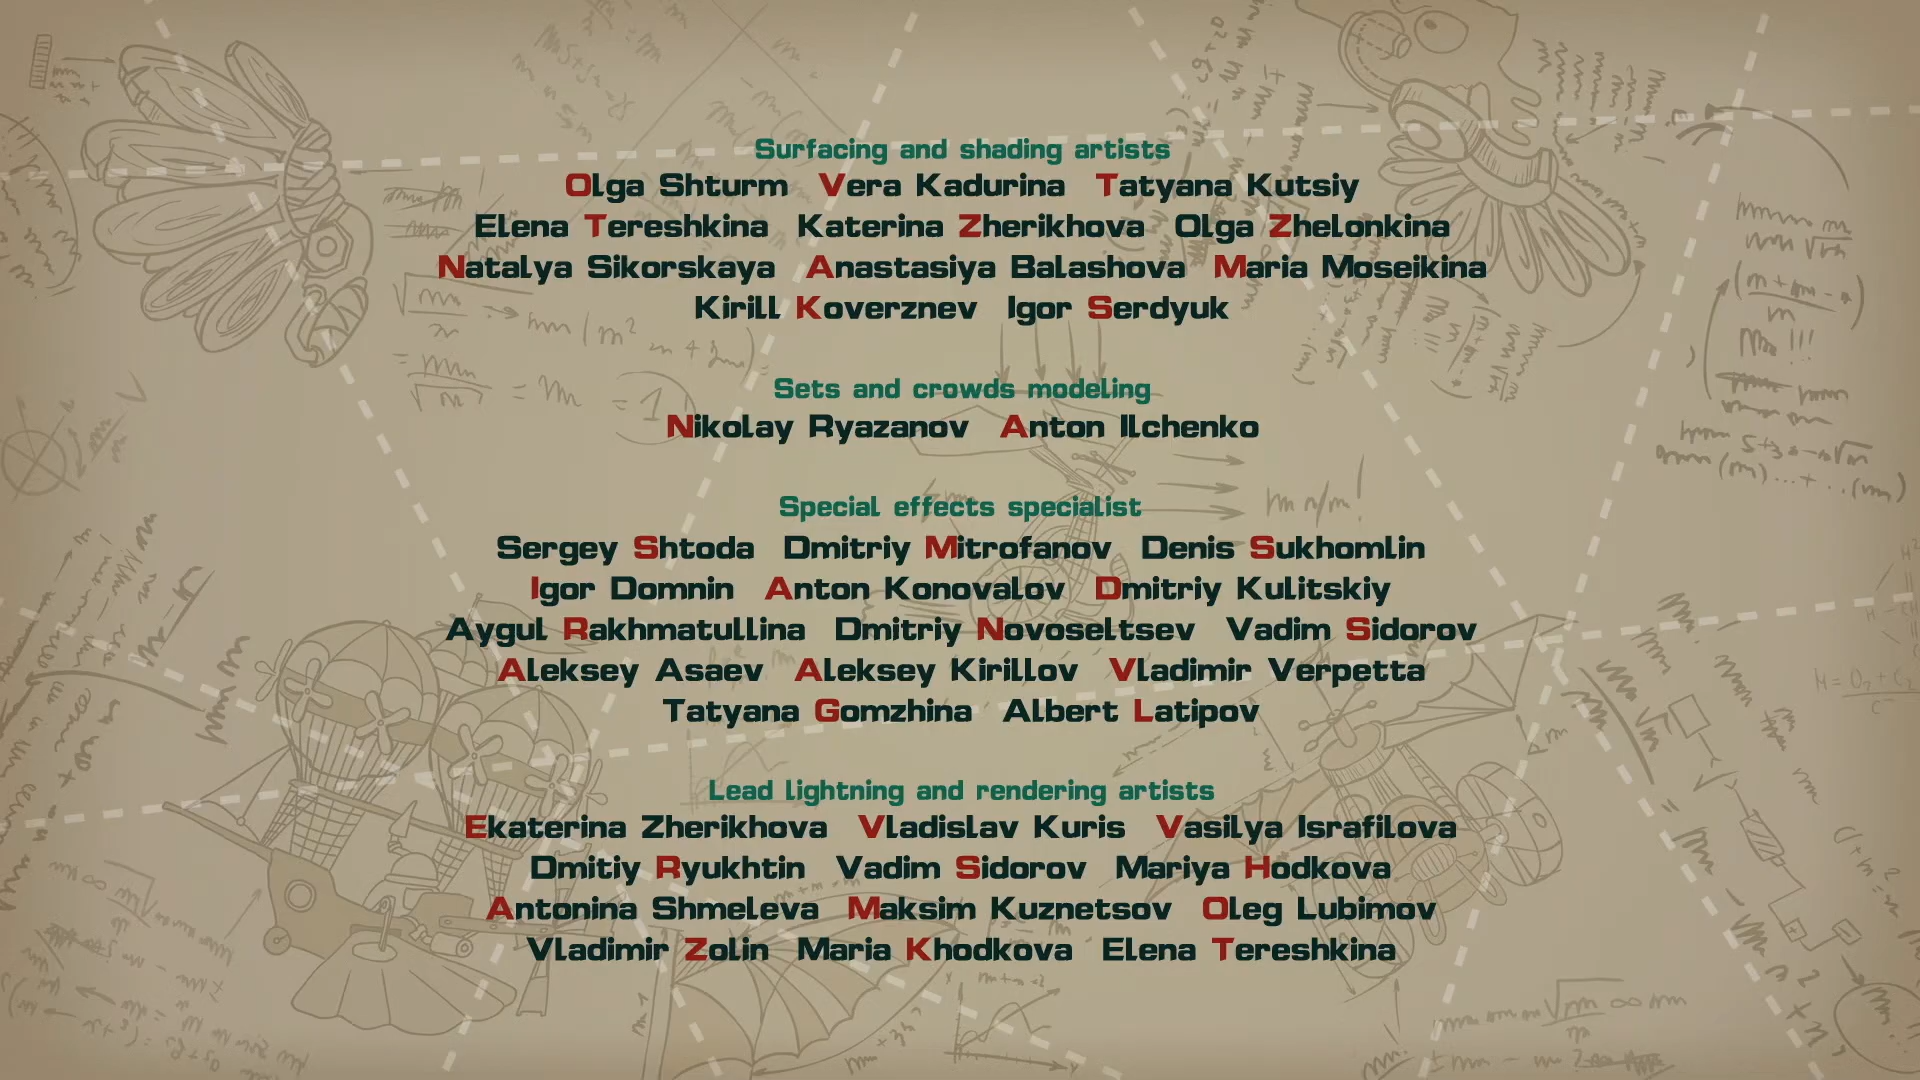 Surfacing and shading artists
Olga Shturm Vera Kadurina Tatyana Kutsiy
Elena Tereshkina Katerina Zherikhova Olga Zhelonkina
Natalya Sikorskaya Anastasiya Balashova Maria Moseikina
Kirill Koverznev Igor Serdyuk
Sets and crowds modeling
Nikolay Ryazanov Anton Ilchenko
Special effects specialist
Sergey Shtoda Dmitriy Mitrofanov Denis Sukhomlin
Igor Domnin Anton Konovalov Dmitriy Kulitskiy
Aygul Rakhmatullina Dmitriy Novoseltsev Vadim Sidorov
Aleksey Asaev Aleksey Kirillov Vladimir Verpetta
Tatyana Gomzhina Albert Latipov
Lead lightning and rendering artists
Ekaterina Zherikhova Vladislav Kuris Vasilya Israfilova
Dmitiy Ryukhtin Vadim Sidorov Mariya Hodkova
Antonina Shmeleva Maksim Kuznetsov Oleg Lubimov
Vladimir Zolin Maria Khodkova Elena Tereshkina